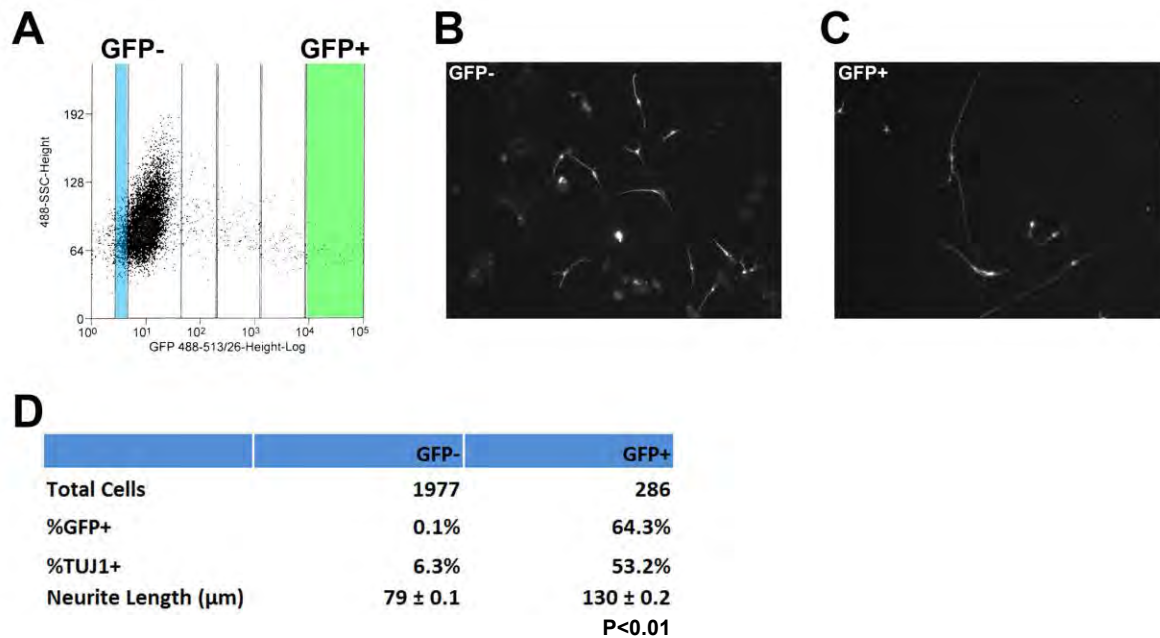 A
GFP-
GFP+
192
128
64
0
10⁰ 10¹ 10² 10³ 10⁴ 10⁵
488-SSC-Height
GFP 488-513/26-Height-Log
B
GFP-
C
GFP+
D
GFP- GFP+
Total Cells 1977 286
%GFP+ 0.1% 64.3%
%TUJ1+ 6.3% 53.2%
Neurite Length (µm) 79 ± 0.1 130 ± 0.2
P<0.01